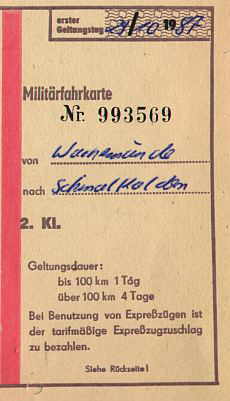 erster
Geltungstag 29/10 1987
Militärfahrkarte
Nr. 993569
von Warnemünde
nach Schmalkalden
2. Kl.
Geltungsdauer:
bis 100 km 1 Tag
über 100 km 4 Tage
Bei Benutzung von Expreßzügen ist
der tarifmäßige Expreßzugzuschlag
zu bezahlen.
Siehe Rückseite!